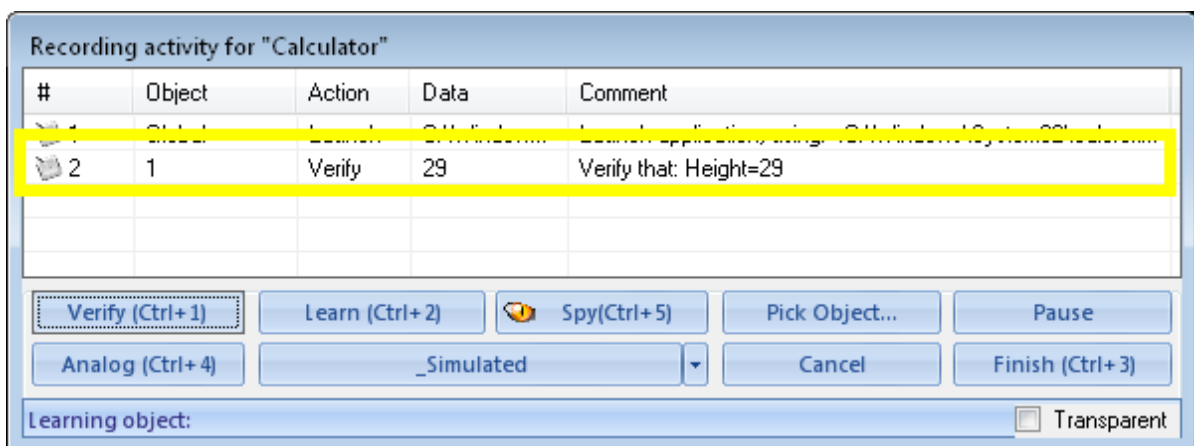 Recording activity for "Calculator"
# Object Action Data Comment
2 1 Verify 29 Verify that: Height=29
Verify (Ctrl+1) Learn (Ctrl+2) Spy(Ctrl+5) Pick Object... Pause
Analog (Ctrl+4) _Simulated Cancel Finish (Ctrl+3)
Learning object: Transparent